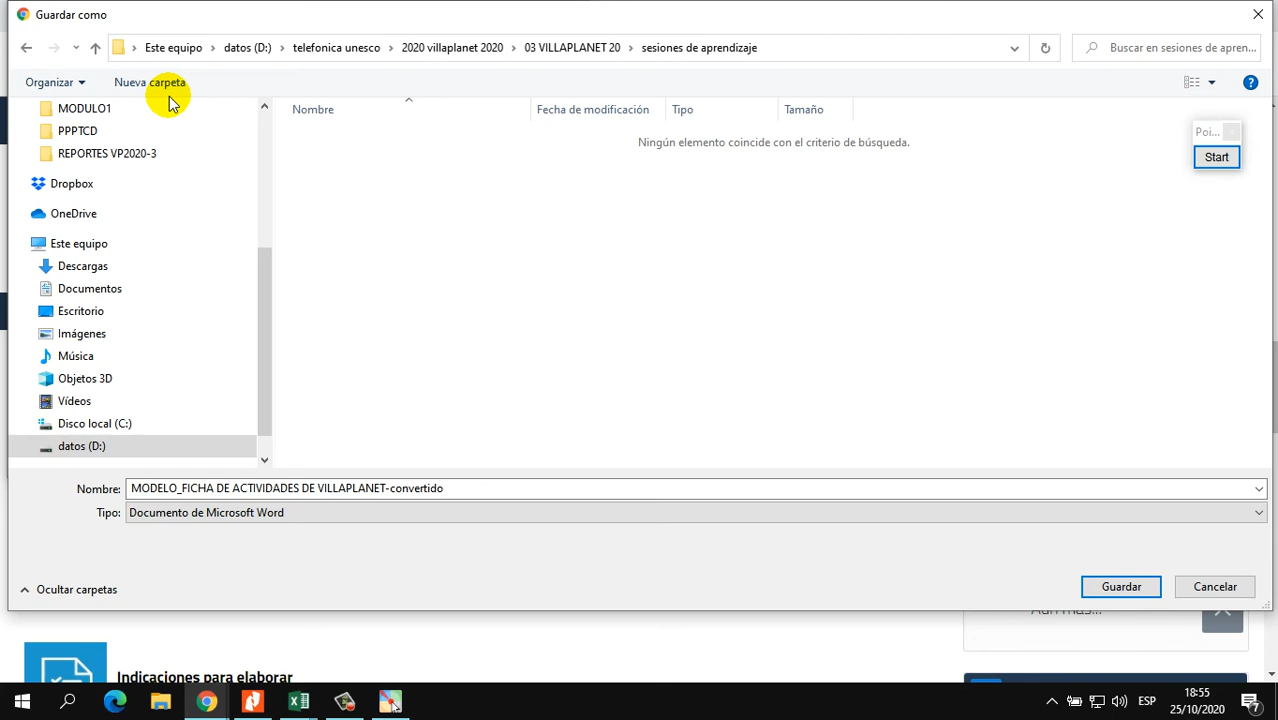 Guardar como
Este equipo > datos (D:) > telefonica unesco > 2020 villaplanet 2020 > 03 VILLAPLANET 20 > sesiones de aprendizaje
Buscar en sesiones de apren...
Organizar
Nueva carpeta
Nombre
Fecha de modificación
Tipo
Tamaño
Ningún elemento coincide con el criterio de búsqueda.
Poi...
Start
MODULO1
PPPTCD
REPORTES VP2020-3
Dropbox
OneDrive
Este equipo
Descargas
Documentos
Escritorio
Imágenes
Música
Objetos 3D
Vídeos
Disco local (C:)
datos (D:)
Nombre: MODELO_FICHA DE ACTIVIDADES DE VILLAPLANET-convertido
Tipo: Documento de Microsoft Word
Ocultar carpetas
Guardar
Cancelar
Aún más...
Indicaciones para elaborar
ESP
18:55
25/10/2020
7